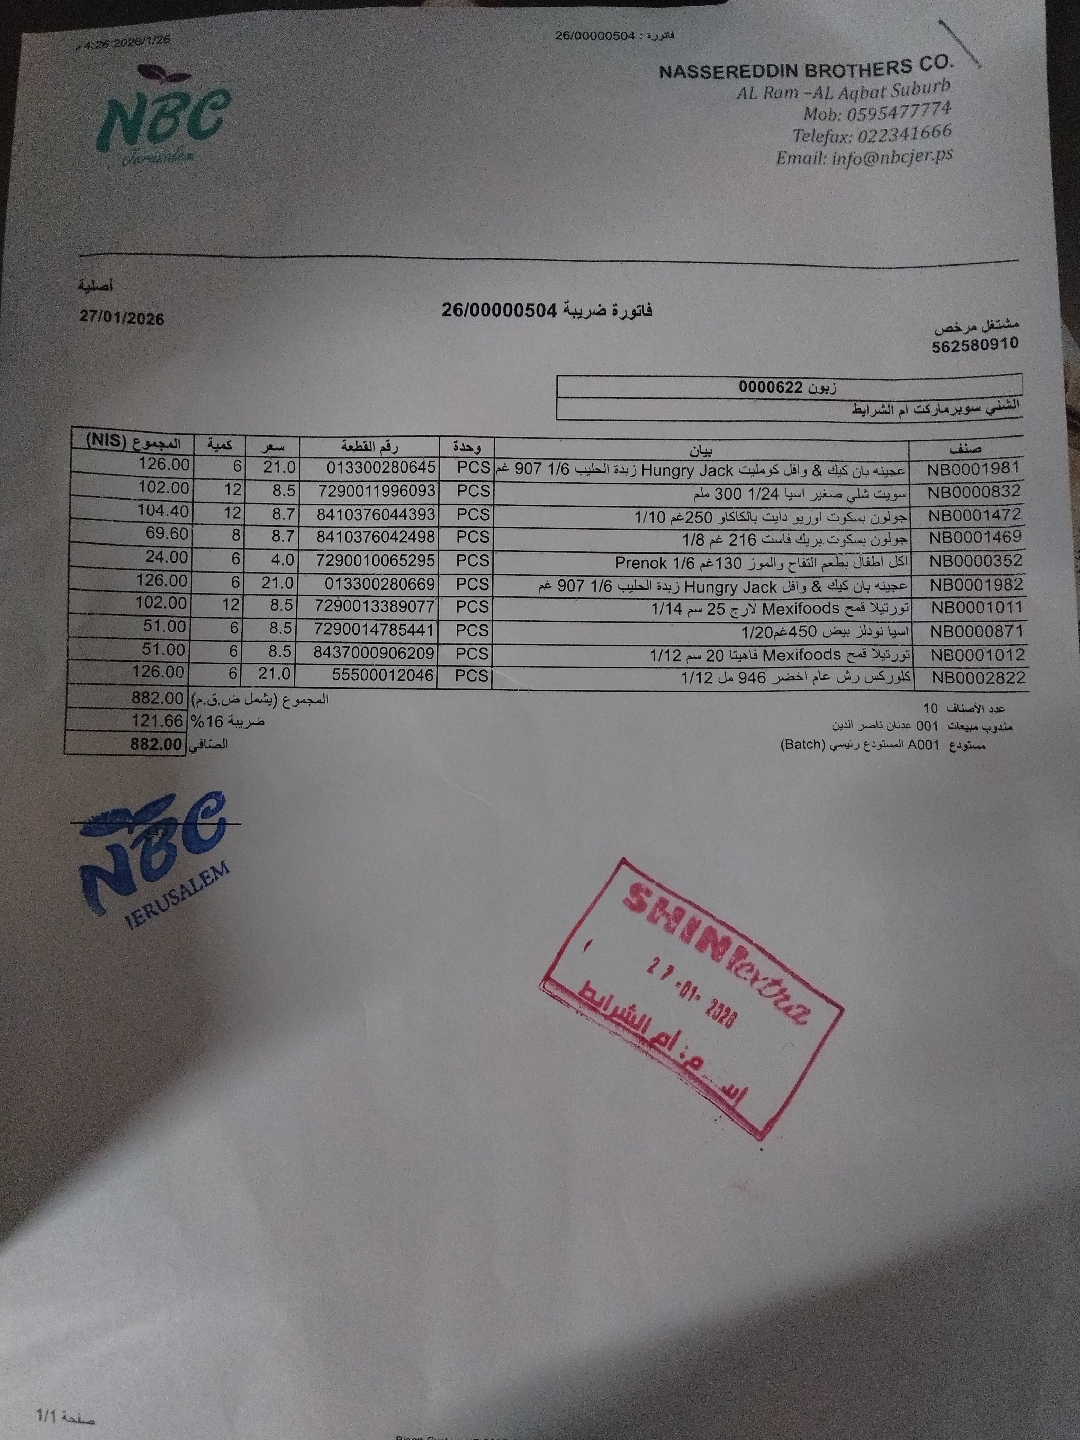 4:26 2026/1/26 م
فاتورة : 26/00000504
NBC
Jerusalem
NASSEREDDIN BROTHERS CO.
AL Ram –AL Aqbat Suburb
Mob: 0595477774
Telefax: 022341666
Email: info@nbcjer.ps
أصلية
27/01/2026
فاتورة ضريبة 26/00000504
مشتغل مرخص
562580910
زبون 0000622
الشني سوبرماركت ام الشرايط
صنف بيان وحدة رقم القطعة سعر كمية المجموع (NIS)
NB0001981 عجينه بان كيك & وافل كومليت Hungry Jack زبدة الحليب 1/6 907 غم PCS 013300280645 21.0 6 126.00
NB0000832 سويت شلي صغير اسيا 1/24 300 ملم PCS 7290011996093 8.5 12 102.00
NB0001472 جولون بسكوت اوريو دايت بالكاكاو 250غم 1/10 PCS 8410376044393 8.7 12 104.40
NB0001469 جولون بسكوت بريك فاست 216 غم 1/8 PCS 8410376042498 8.7 8 69.60
NB0000352 اكل اطفال بطعم التفاح والموز 130غم 1/6 Prenok PCS 7290010065295 4.0 6 24.00
NB0001982 عجينه بان كيك & وافل Hungry Jack زبدة الحليب 1/6 907 غم PCS 013300280669 21.0 6 126.00
NB0001011 تورتيلا قمح Mexifoods لارج 25 سم 1/14 PCS 7290013389077 8.5 12 102.00
NB0000871 اسيا نودلز بيض 450غم1/20 PCS 7290014785441 8.5 6 51.00
NB0001012 تورتيلا قمح Mexifoods فاهيتا 20 سم 1/12 PCS 8437000906209 8.5 6 51.00
NB0002822 كلوركس رش عام اخضر 946 مل 1/12 PCS 55500012046 21.0 6 126.00
المجموع (يشمل ض.ق.م) 882.00
ضريبة 16% 121.66
الصافي 882.00
عدد الأصناف 10
مندوب مبيعات 001 عدنان ناصر الدين
مستودع A001 المستودع رئيسي (Batch)
NBC
JERUSALEM
SHINI extra
27-01-2026
ام الشرايط
صفحة 1/1